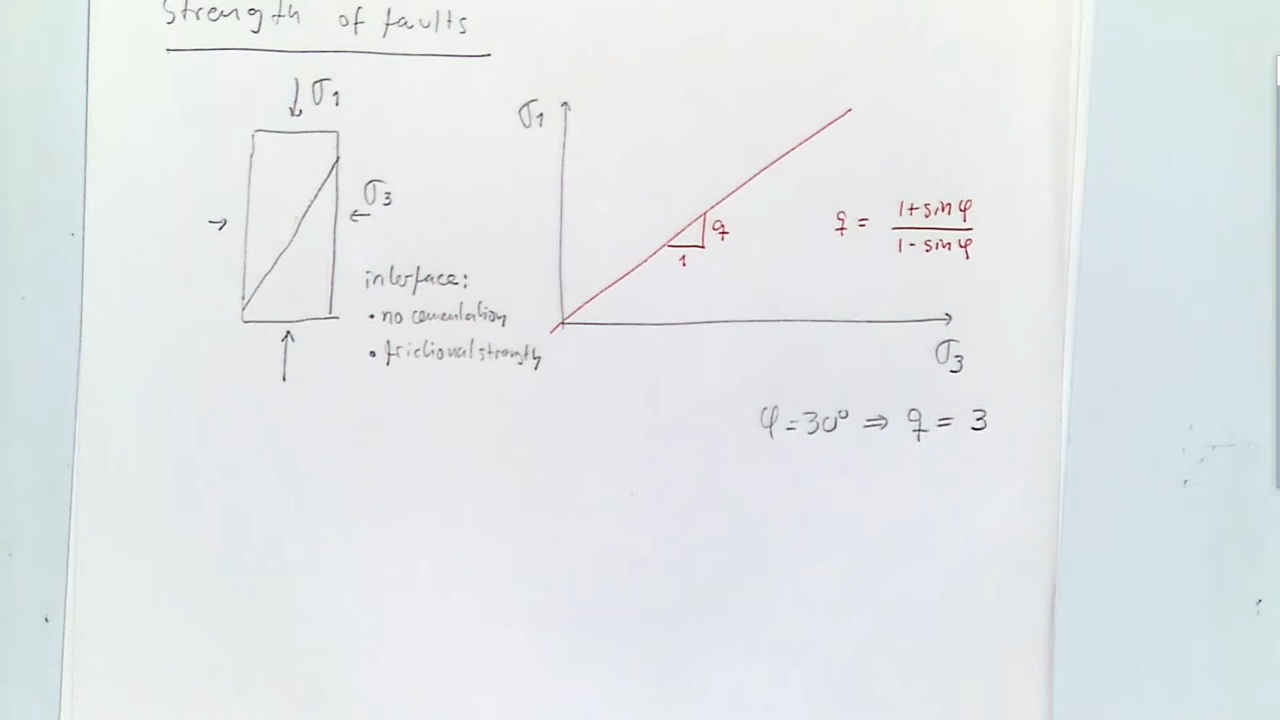 Strength of faults
σ1
σ3
interface:
• no cementation
• frictional strength
σ1
q
1
σ3
q = (1+sin φ)/(1-sin φ)
φ=30° ⇒ q = 3